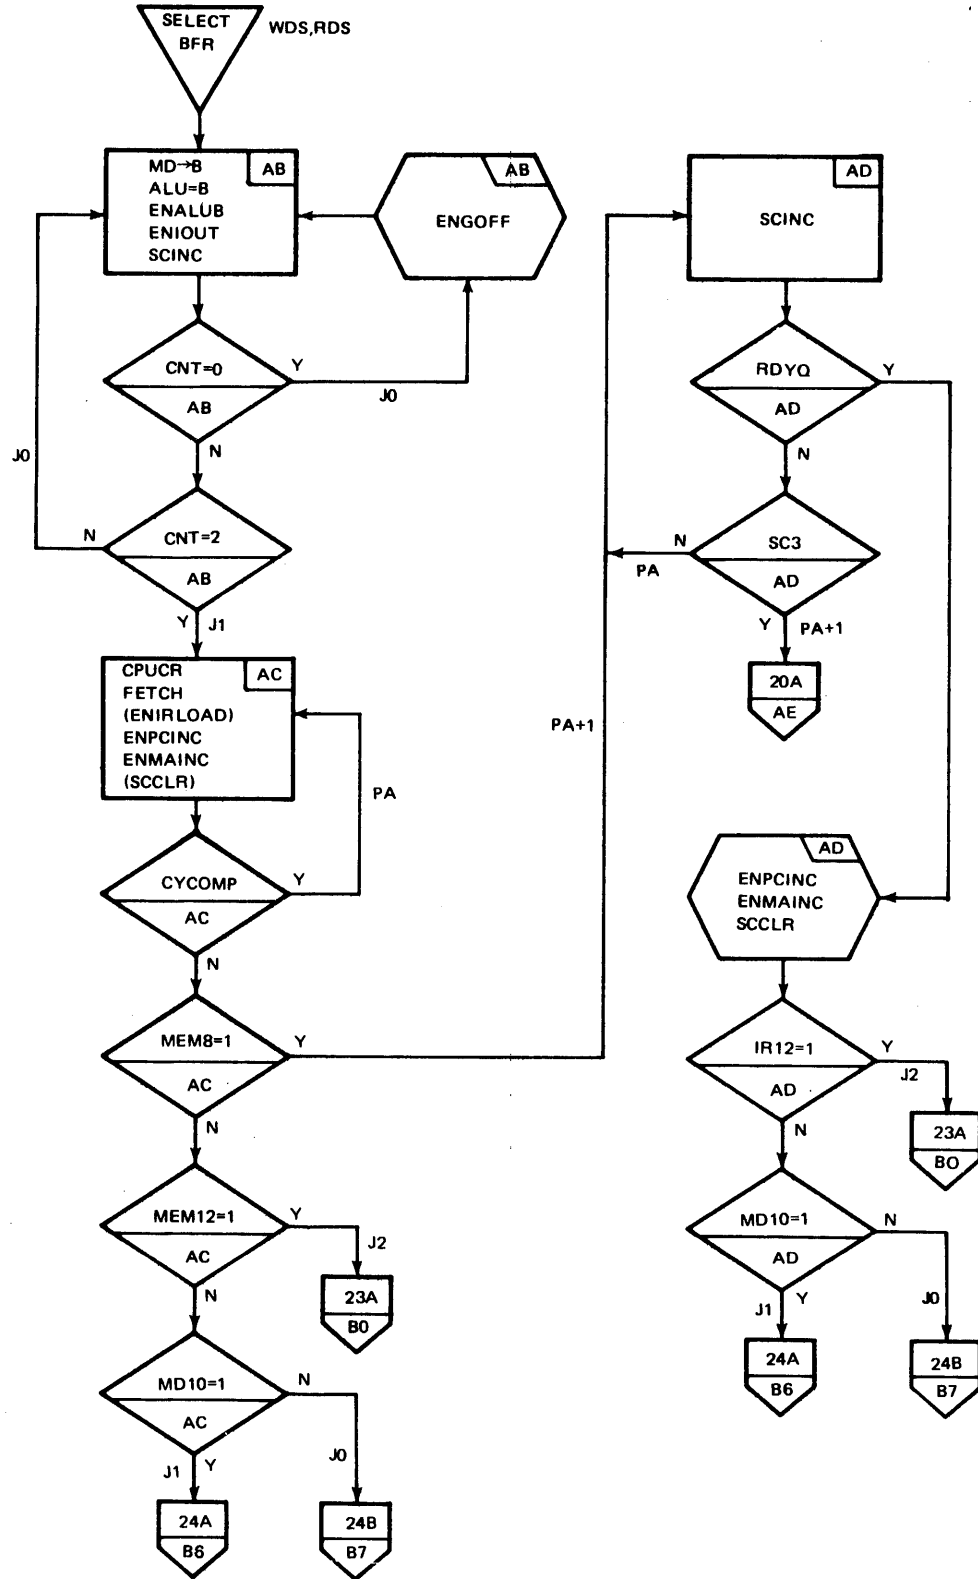 SELECT
BFR
WDS,RDS
MD→B
ALU=B
ENALUB
ENIOUT
SCINC
AB
AB
ENGOFF
CNT=0
AB
Y
J0
N
J0
CNT=2
AB
N
Y
J1
CPUCR
FETCH
(ENIRLOAD)
ENPCINC
ENMAINC
(SCCLR)
AC
PA
CYCOMP
AC
Y
N
MEM8=1
AC
Y
PA+1
N
MEM12=1
AC
Y
J2
23A
B0
N
MD10=1
AC
N
J0
J1
Y
24A
B6
24B
B7
AD
SCINC
RDYQ
AD
Y
N
SC3
AD
N
PA
Y
PA+1
20A
AE
AD
ENPCINC
ENMAINC
SCCLR
IR12=1
AD
Y
J2
23A
BO
N
MD10=1
AD
N
J0
J1
Y
24A
B6
24B
B7